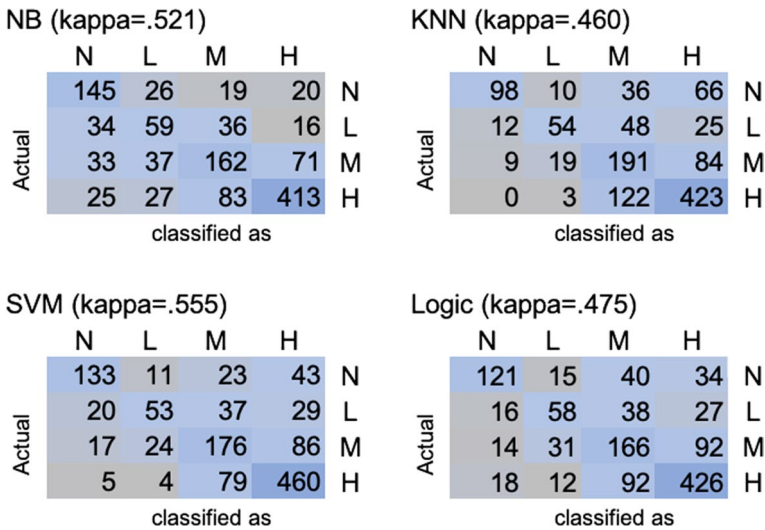 NB (kappa=.521)
N L M H
145 26 19 20 N
34 59 36 16 L
33 37 162 71 M
25 27 83 413 H
Actual
classified as
KNN (kappa=.460)
N L M H
98 10 36 66 N
12 54 48 25 L
9 19 191 84 M
0 3 122 423 H
Actual
classified as
SVM (kappa=.555)
N L M H
133 11 23 43 N
20 53 37 29 L
17 24 176 86 M
5 4 79 460 H
Actual
classified as
Logic (kappa=.475)
N L M H
121 15 40 34 N
16 58 38 27 L
14 31 166 92 M
18 12 92 426 H
Actual
classified as